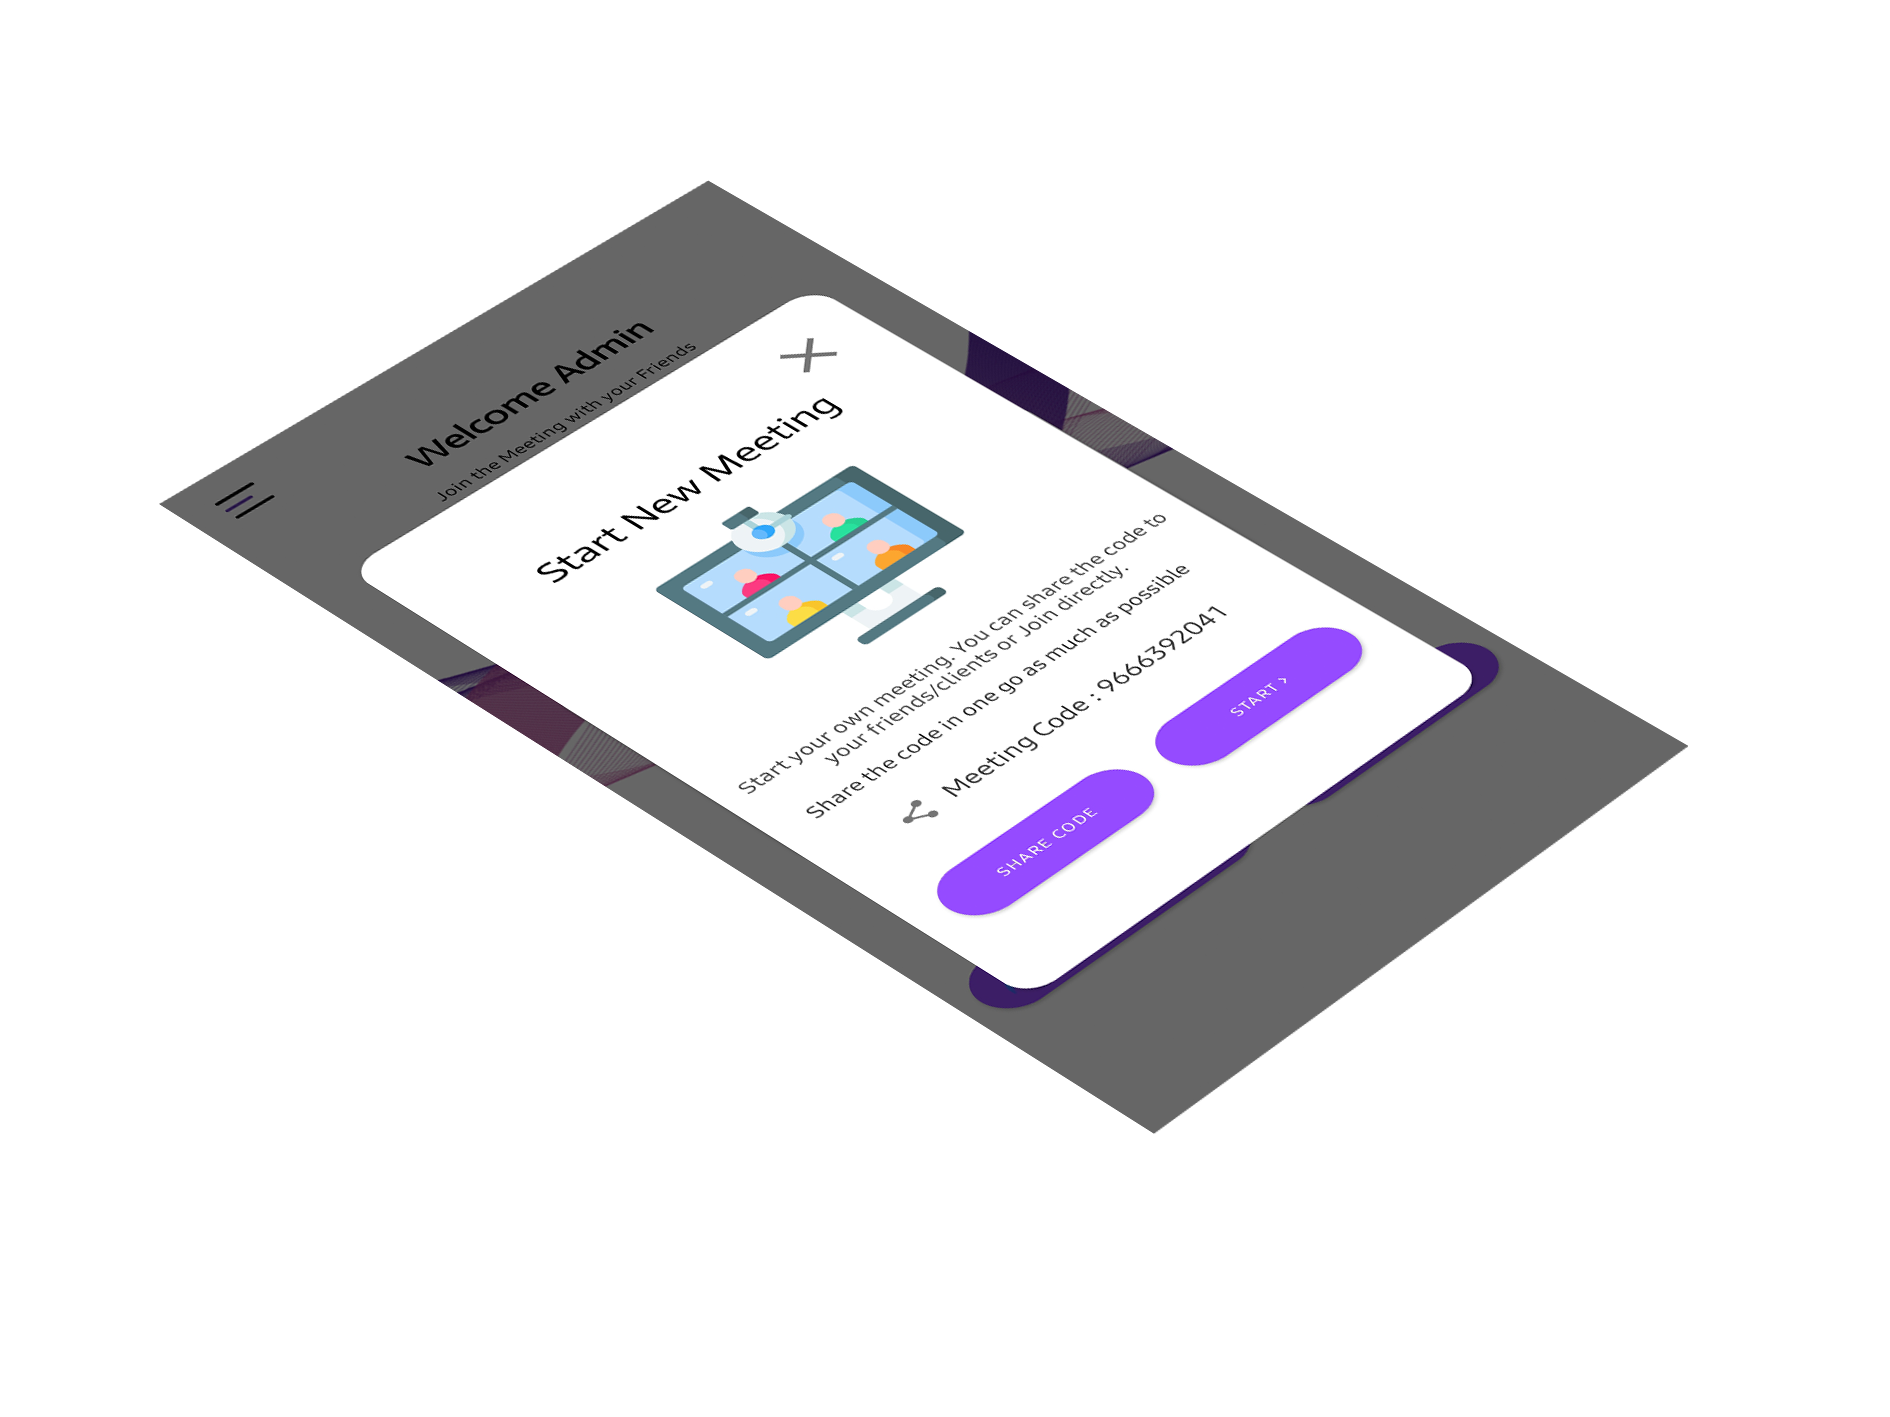 Welcome Admin
Join the Meeting with your Friends
Start New Meeting
Start your own meeting. You can share the code to
your friends/clients or Join directly.
Share the code in one go as much as possible
Meeting Code : 9666392041
SHARE CODE
START ›